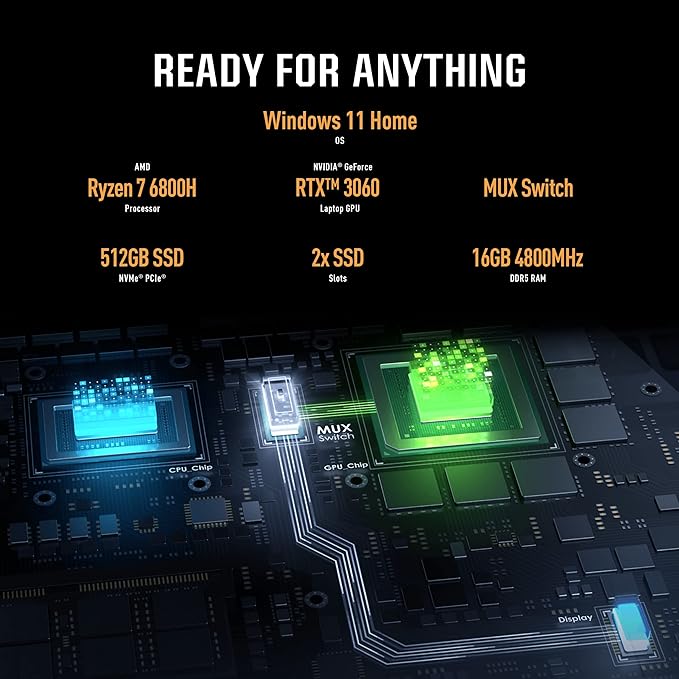 READY FOR ANYTHING
Windows 11 Home
OS
AMD
Ryzen 7 6800H
Processor
NVIDIA® GeForce
RTX™ 3060
Laptop GPU
MUX Switch
512GB SSD
NVMe® PCIe®
2x SSD
Slots
16GB 4800MHz
DDR5 RAM
MUX
Switch
CPU_Chip
GPU_Chip
Display